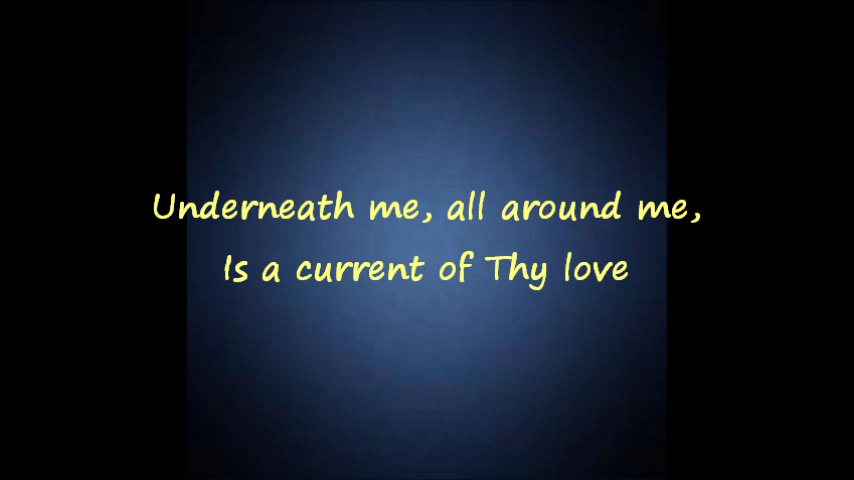 Underneath me, all around me,
Is a current of Thy love